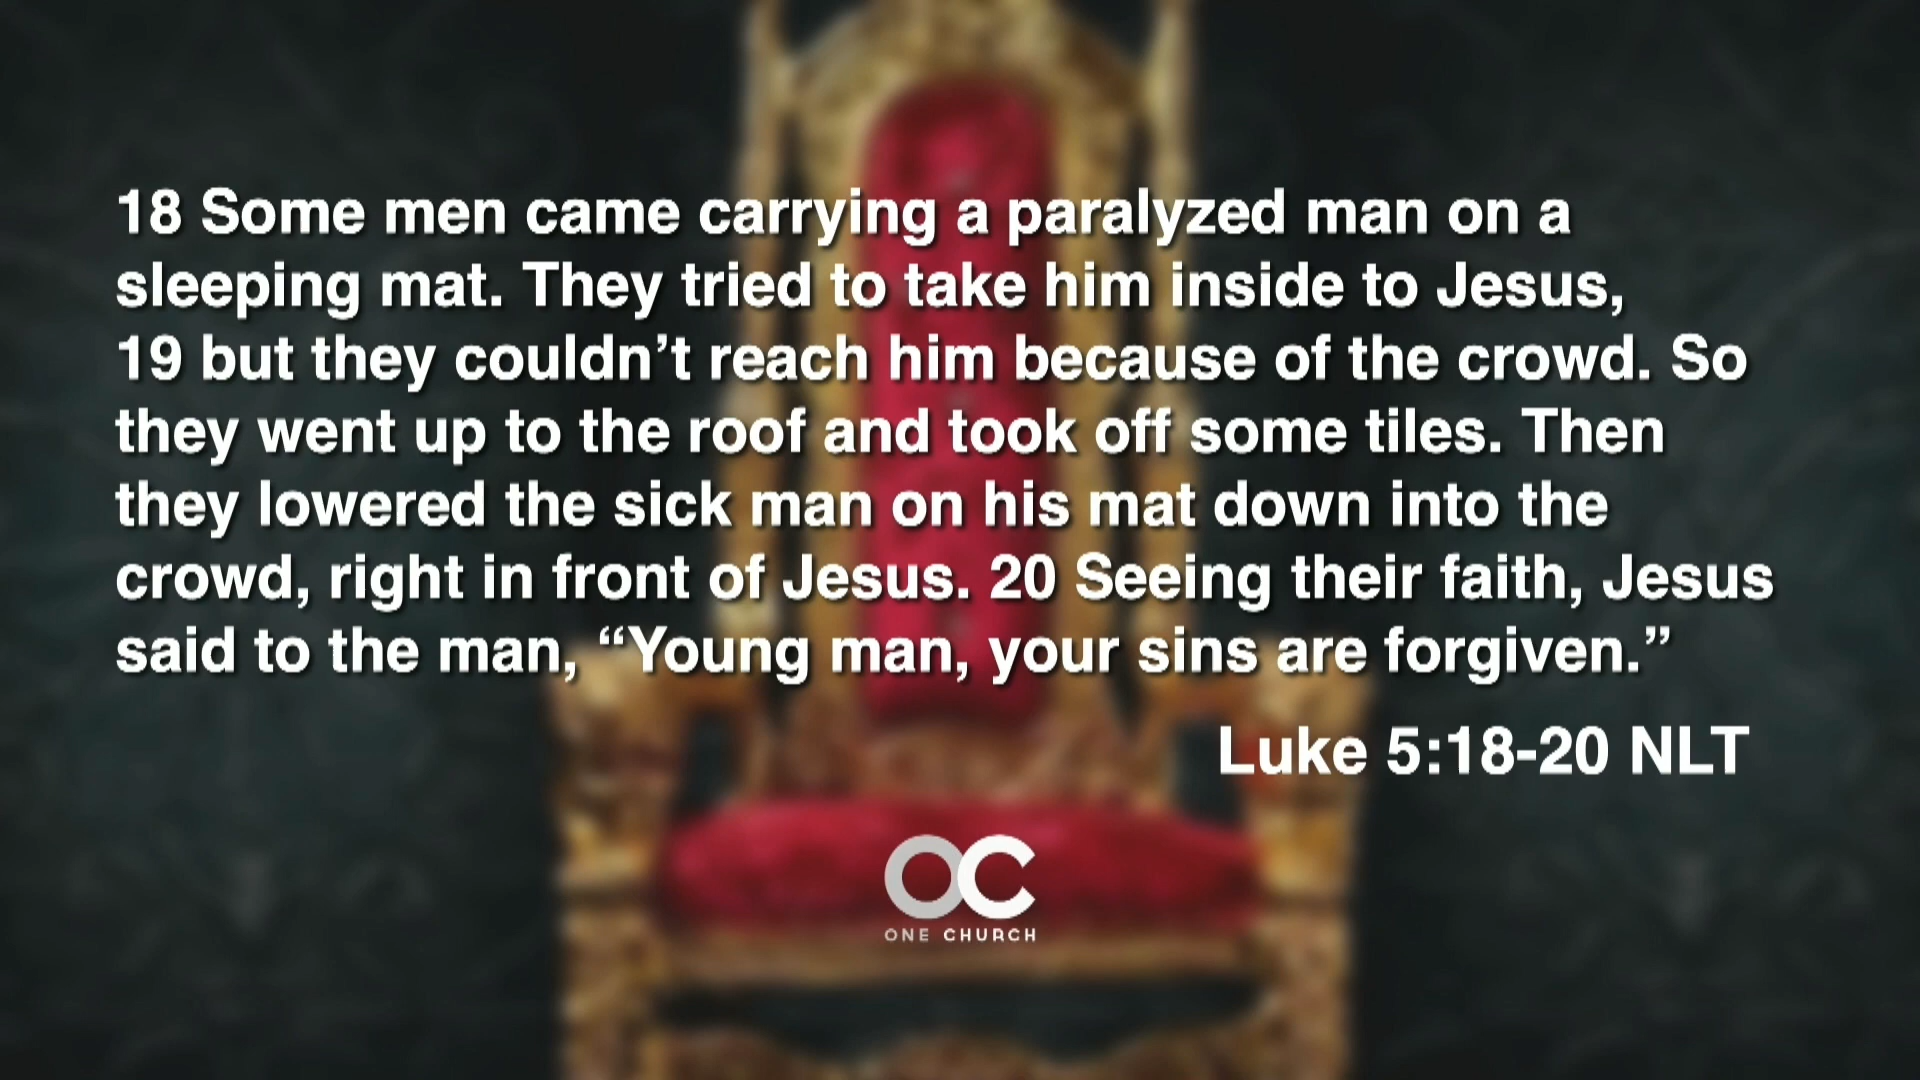 18 Some men came carrying a paralyzed man on a
sleeping mat. They tried to take him inside to Jesus,
19 but they couldn’t reach him because of the crowd. So
they went up to the roof and took off some tiles. Then
they lowered the sick man on his mat down into the
crowd, right in front of Jesus. 20 Seeing their faith, Jesus
said to the man, “Young man, your sins are forgiven.”
Luke 5:18-20 NLT
OC
ONE CHURCH